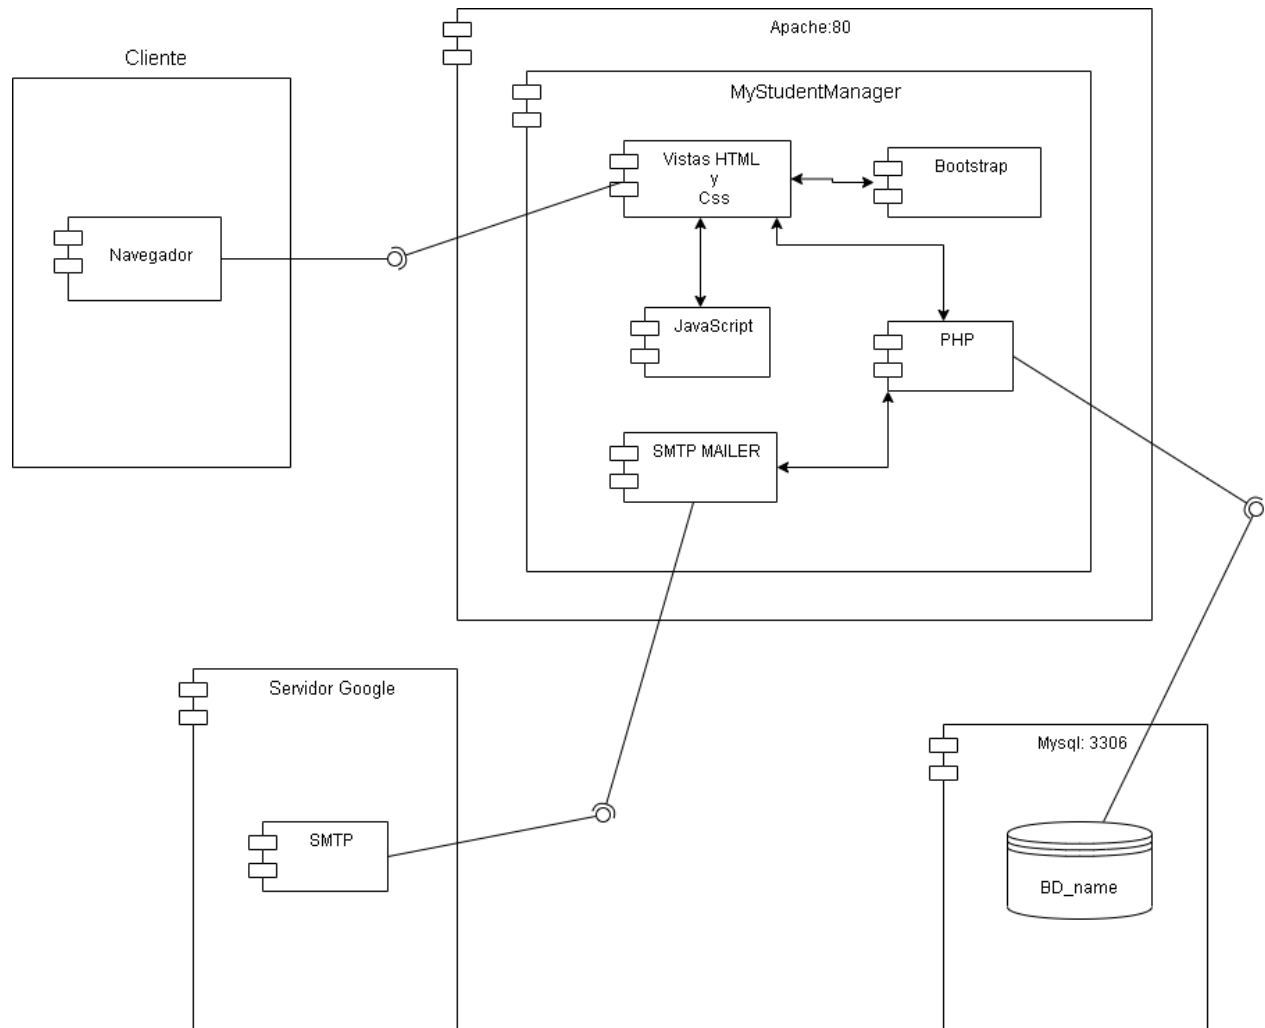 Apache:80
Cliente
MyStudentManager
Vistas HTML
y
Css
Bootstrap
Navegador
JavaScript
PHP
SMTP MAILER
Servidor Google
Mysql: 3306
SMTP
BD_name